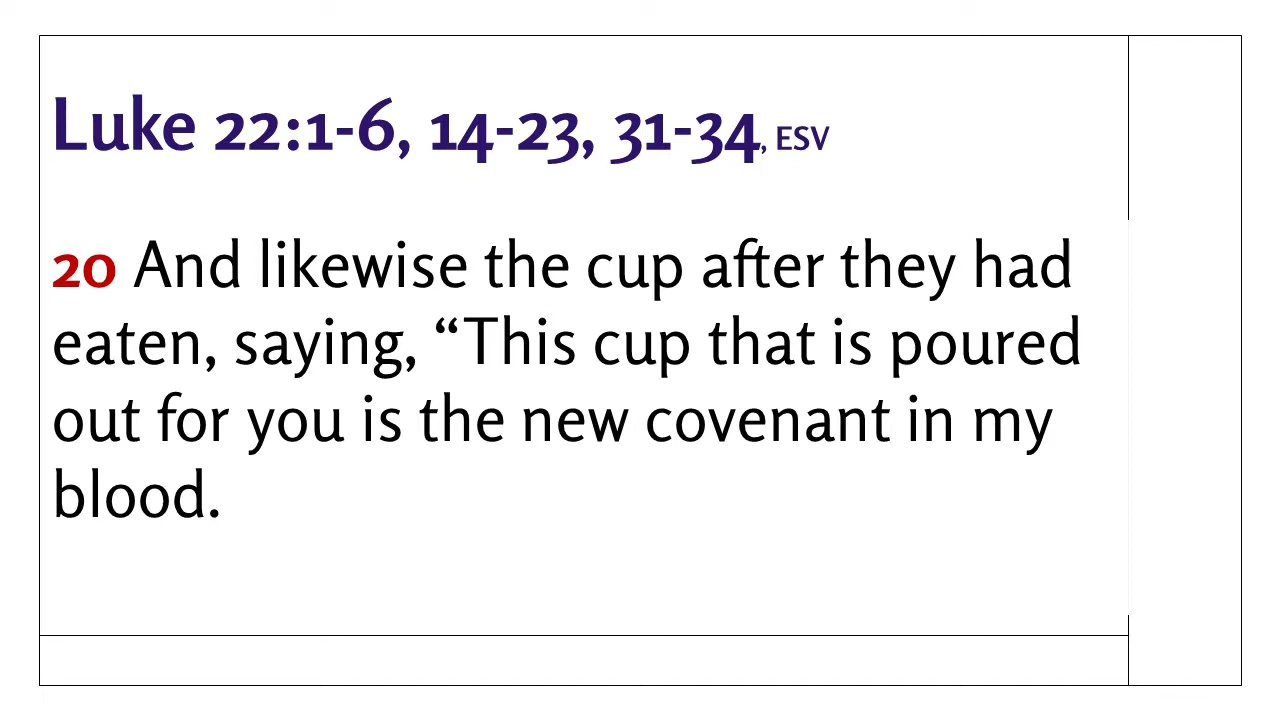 Luke 22:1-6, 14-23, 31-34, ESV
20 And likewise the cup after they had
eaten, saying, “This cup that is poured
out for you is the new covenant in my
blood.